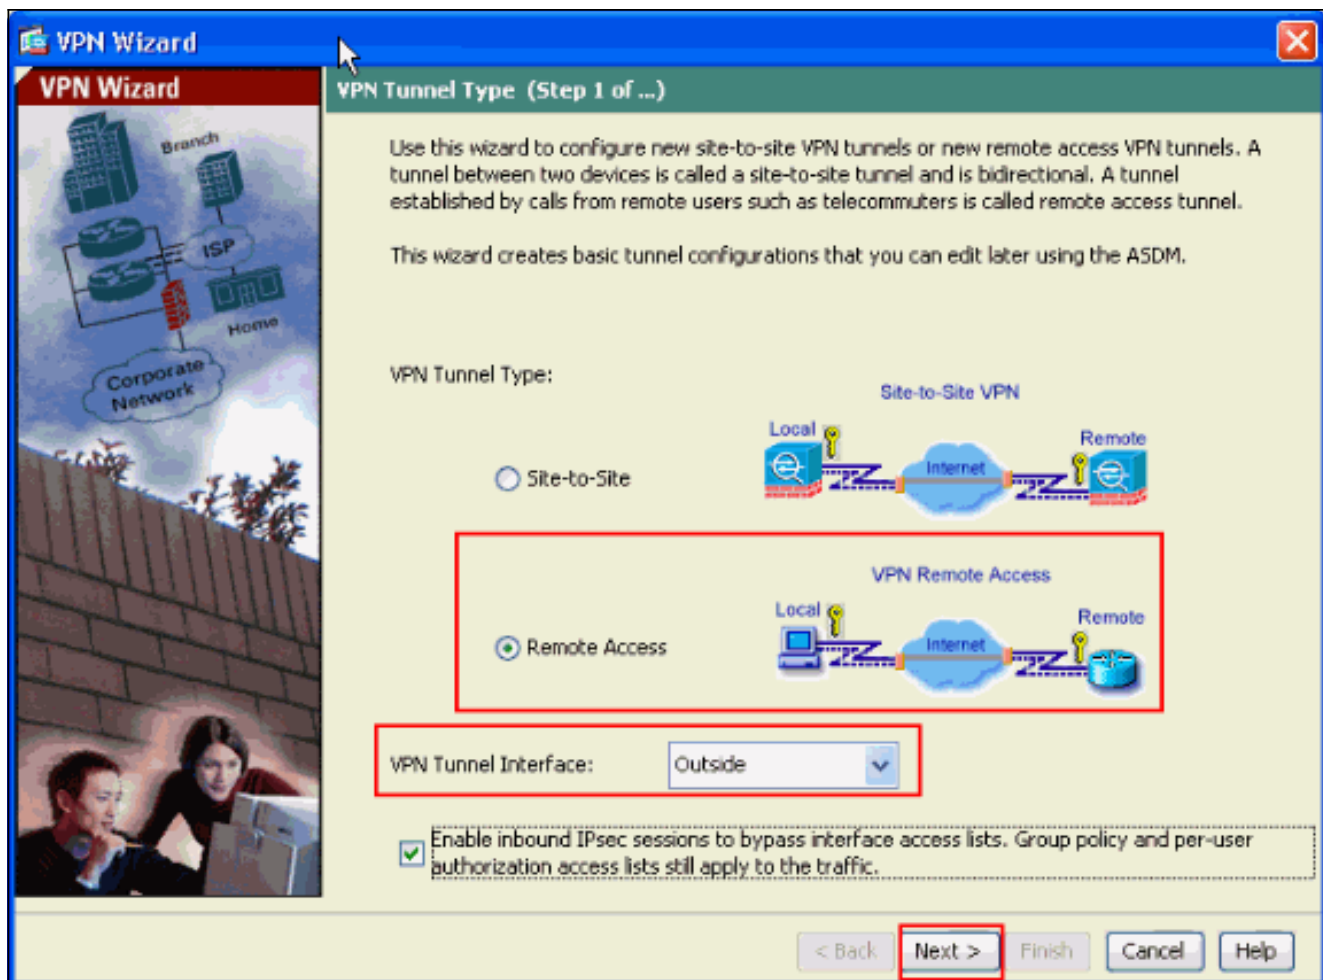 VPN Wizard
VPN Wizard
Branch
ISP
Home
Corporate
Network
VPN Tunnel Type (Step 1 of ...)
Use this wizard to configure new site-to-site VPN tunnels or new remote access VPN tunnels. A
tunnel between two devices is called a site-to-site tunnel and is bidirectional. A tunnel
established by calls from remote users such as telecommuters is called remote access tunnel.
This wizard creates basic tunnel configurations that you can edit later using the ASDM.
VPN Tunnel Type:
Site-to-Site VPN
Local
Remote
Site-to-Site
Internet
VPN Remote Access
Local
Remote
Remote Access
Internet
VPN Tunnel Interface: Outside
Enable inbound IPsec sessions to bypass interface access lists. Group policy and per-user
authorization access lists still apply to the traffic.
< Back Next > Finish Cancel Help